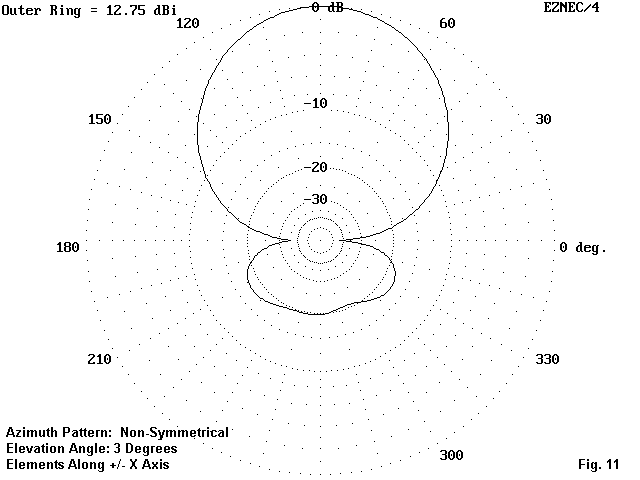 Outer Ring = 12.75 dBi
0 dB
EZNEC/4
120
60
-10
150
30
-20
-30
180
0 deg.
210
330
Azimuth Pattern: Non-Symmetrical
Elevation Angle: 3 Degrees
Elements Along +/- X Axis
300
Fig. 11